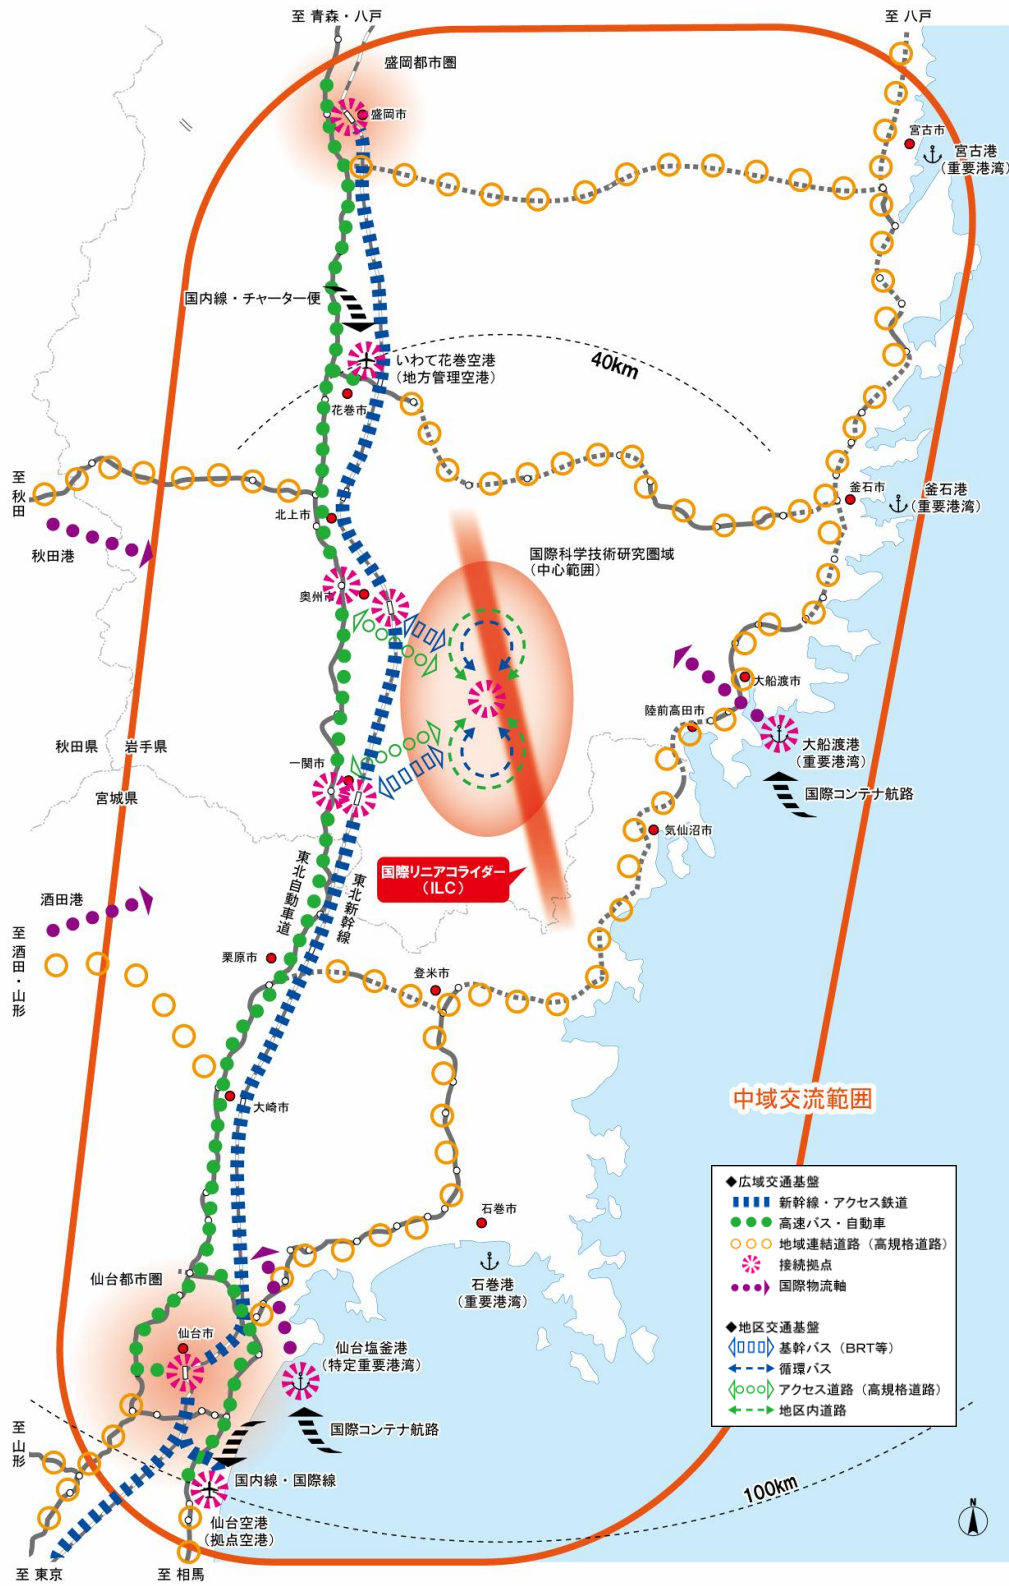 至 青森・八戸
至 八戸
盛岡都市圏
盛岡市
宮古市
宮古港
(重要港湾)
国内線・チャーター便
いわて花巻空港
(地方管理空港)
40km
花巻市
至 秋田
秋田港
北上市
釜石市
釜石港
(重要港湾)
国際科学技術研究圏域
(中心範囲)
奥州市
大船渡市
陸前高田市
大船渡港
(重要港湾)
国際コンテナ航路
秋田県
岩手県
宮城県
一関市
気仙沼市
国際リニアコライダー
(ILC)
東北自動車道
東北新幹線
酒田港
至 酒田・山形
栗原市
登米市
大崎市
中域交流範囲
石巻市
石巻港
(重要港湾)
仙台都市圏
仙台市
仙台塩釜港
(特定重要港湾)
国際コンテナ航路
至 山形
国内線・国際線
仙台空港
(拠点空港)
100km
至 東京
至 相馬
◆広域交通基盤
新幹線・アクセス鉄道
高速バス・自動車
地域連結道路（高規格道路）
接続拠点
国際物流軸
◆地区交通基盤
基幹バス（BRT等）
循環バス
アクセス道路（高規格道路）
地区内道路
N